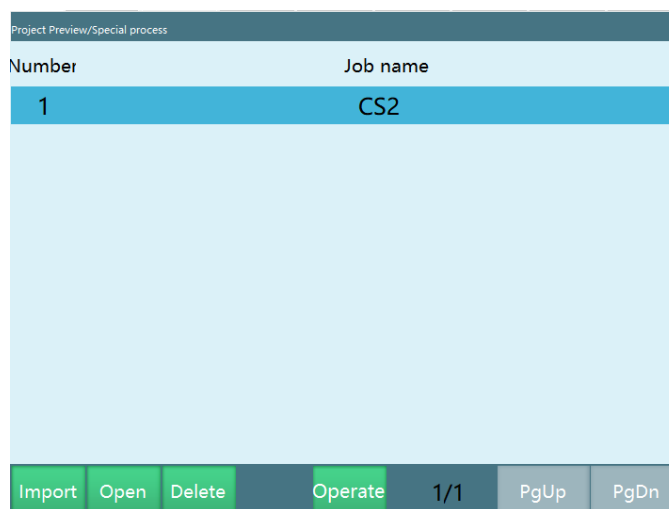 Project Preview/Special process
Number Job name
1 CS2
Import Open Delete Operate 1/1 PgUp PgDn